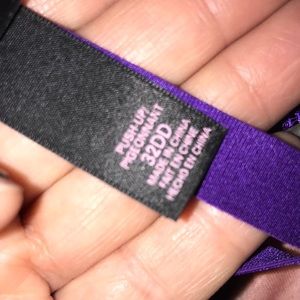 PUSH-UP/
PIGEONNANT
32DD
MADE IN CHINA
FAIT EN CHINE
HECHO EN CHINA